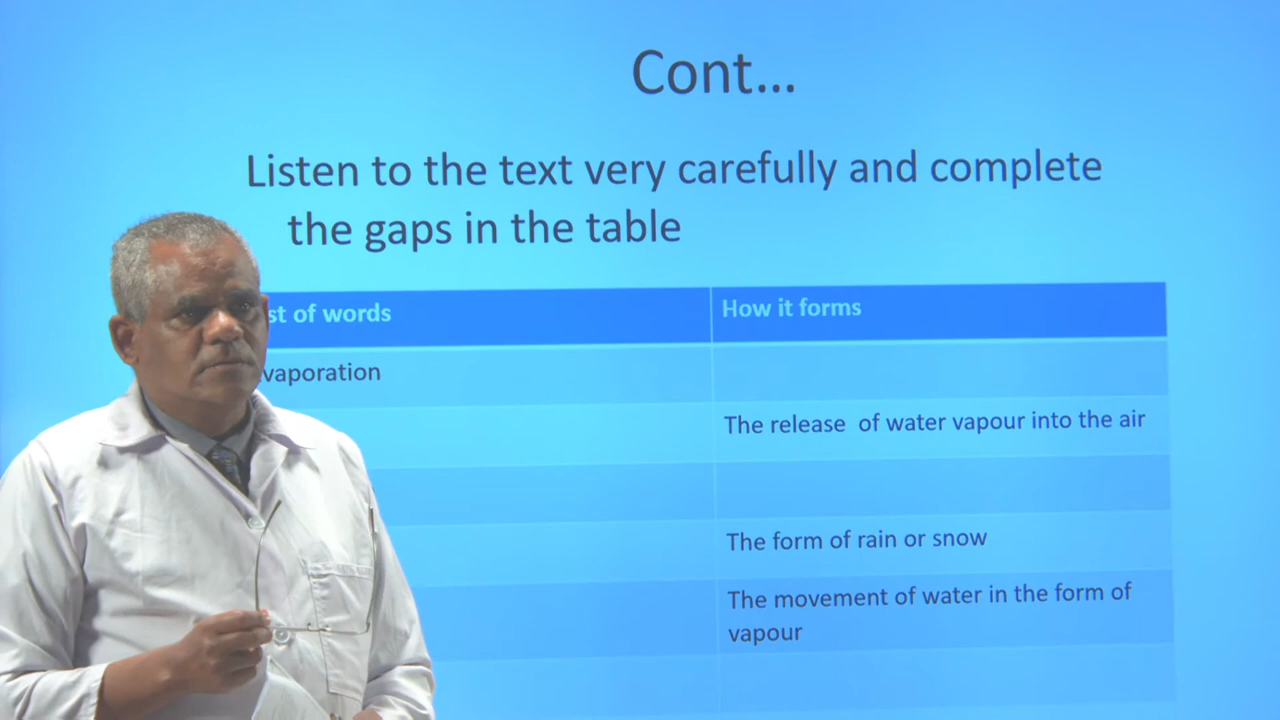 Cont...
Listen to the text very carefully and complete
the gaps in the table
st of words
How it forms
vaporation
The release of water vapour into the air
The form of rain or snow
The movement of water in the form of
vapour